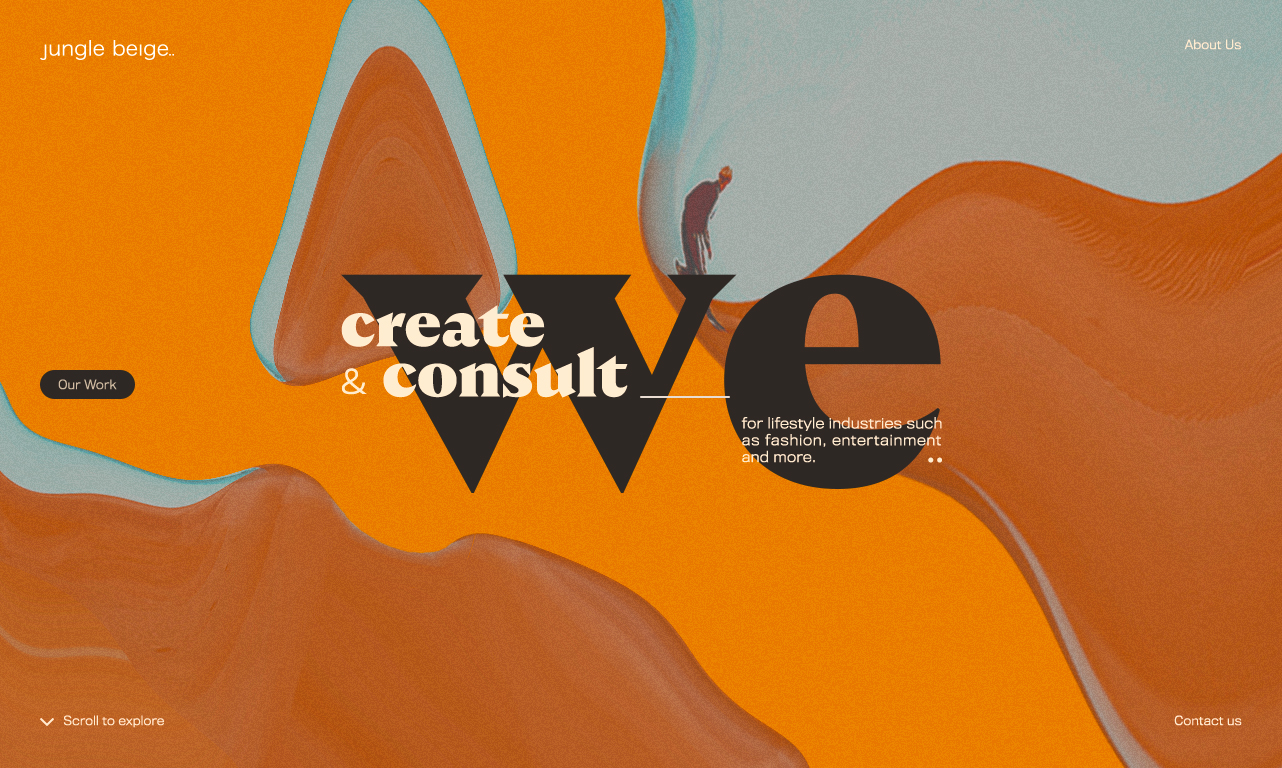 jungle beige..
About Us
we
create
& consult
Our Work
for lifestyle industries such
as fashion, entertainment
and more.
Scroll to explore
Contact us